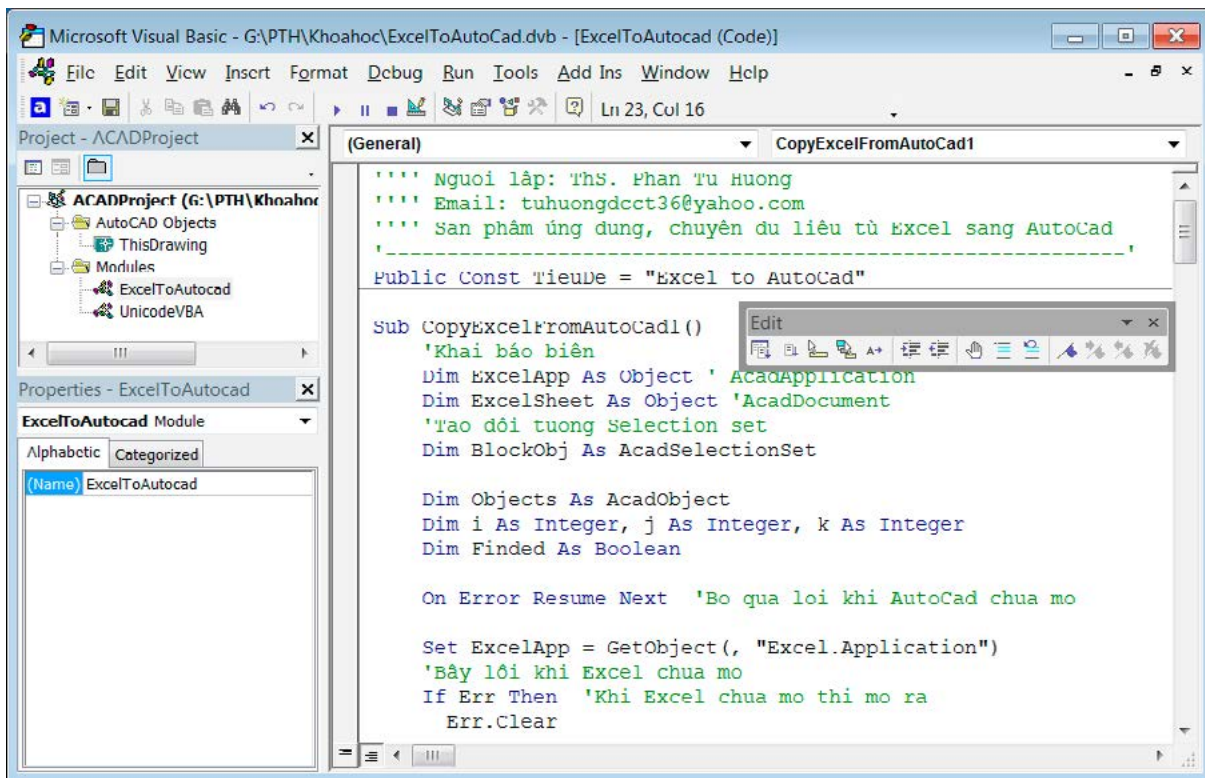 Microsoft Visual Basic - G:\PTH\Khoahoc\ExcelToAutoCad.dvb - [ExcelToAutocad (Code)]
File Edit View Insert Format Debug Run Tools Add Ins Window Help
Ln 23, Col 16
Project - ACADProject
ACADProject (G:\PTH\Khoahoc
AutoCAD Objects
ThisDrawing
Modules
ExcelToAutocad
UnicodeVBA
Properties - ExcelToAutocad
ExcelToAutocad Module
Alphabetic Categorized
(Name) ExcelToAutocad
(General) CopyExcelFromAutoCad1
'''' Nguoi lâp: ThS. Phan Tu Huong
'''' Email: tuhuongdcct36@yahoo.com
'''' San phâm úng dung, chuyên du liêu tù Excel sang AutoCad
'------------------------------------------------------------'
Public Const TieuDe = "Excel to AutoCad"
Sub CopyExcelFromAutoCad1()
'Khai báo biên
Dim ExcelApp As Object ' AcadApplication
Dim ExcelSheet As Object 'AcadDocument
'Tao dôi tuong Selection set
Dim BlockObj As AcadSelectionSet
Dim Objects As AcadObject
Dim i As Integer, j As Integer, k As Integer
Dim Finded As Boolean
On Error Resume Next 'Bo qua loi khi AutoCad chua mo
Set ExcelApp = GetObject(, "Excel.Application")
'Bây lôi khi Excel chua mo
If Err Then 'Khi Excel chua mo thi mo ra
Err.Clear
Edit